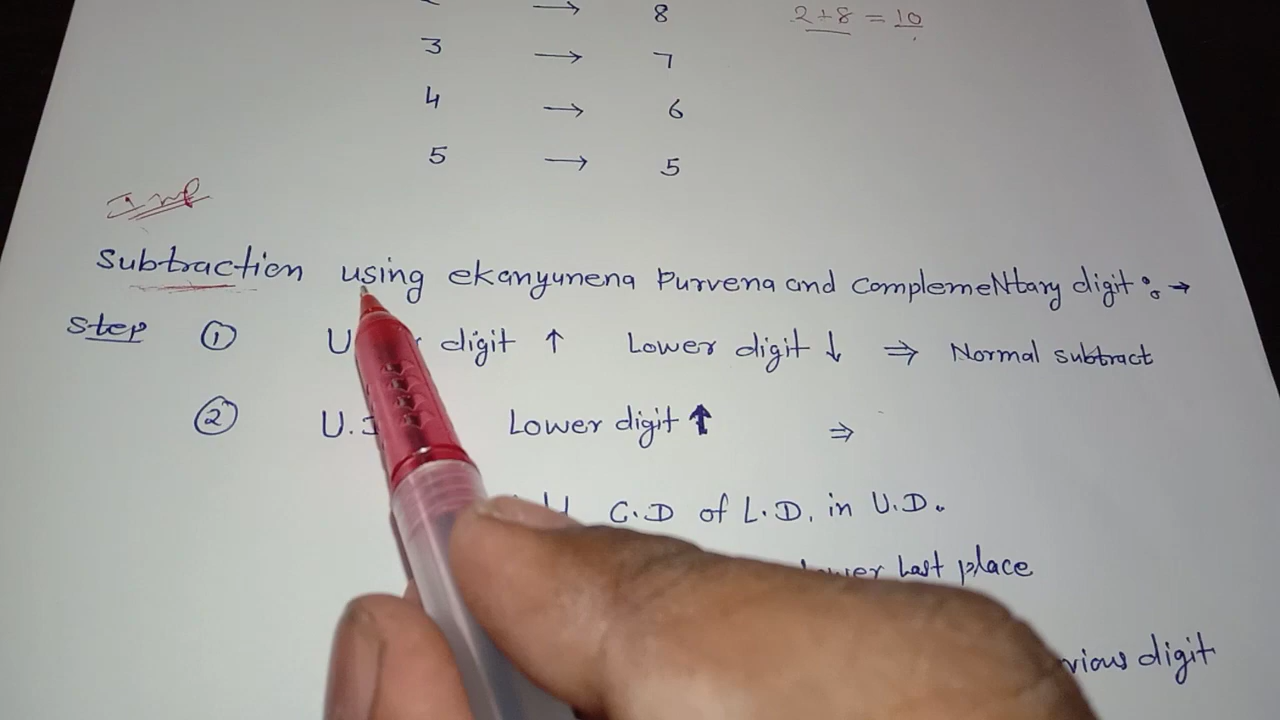 → 8 2+8 = 10
3 → 7
4 → 6
5 → 5
Imp
Subtraction using ekanyunena Purvena and complementary digit :→
Step ① digit ↑ Lower digit ↓ ⇒ Normal subtract
② Lower digit ↑ ⇒
C.D of L.D. in U.D.
Last place
digit